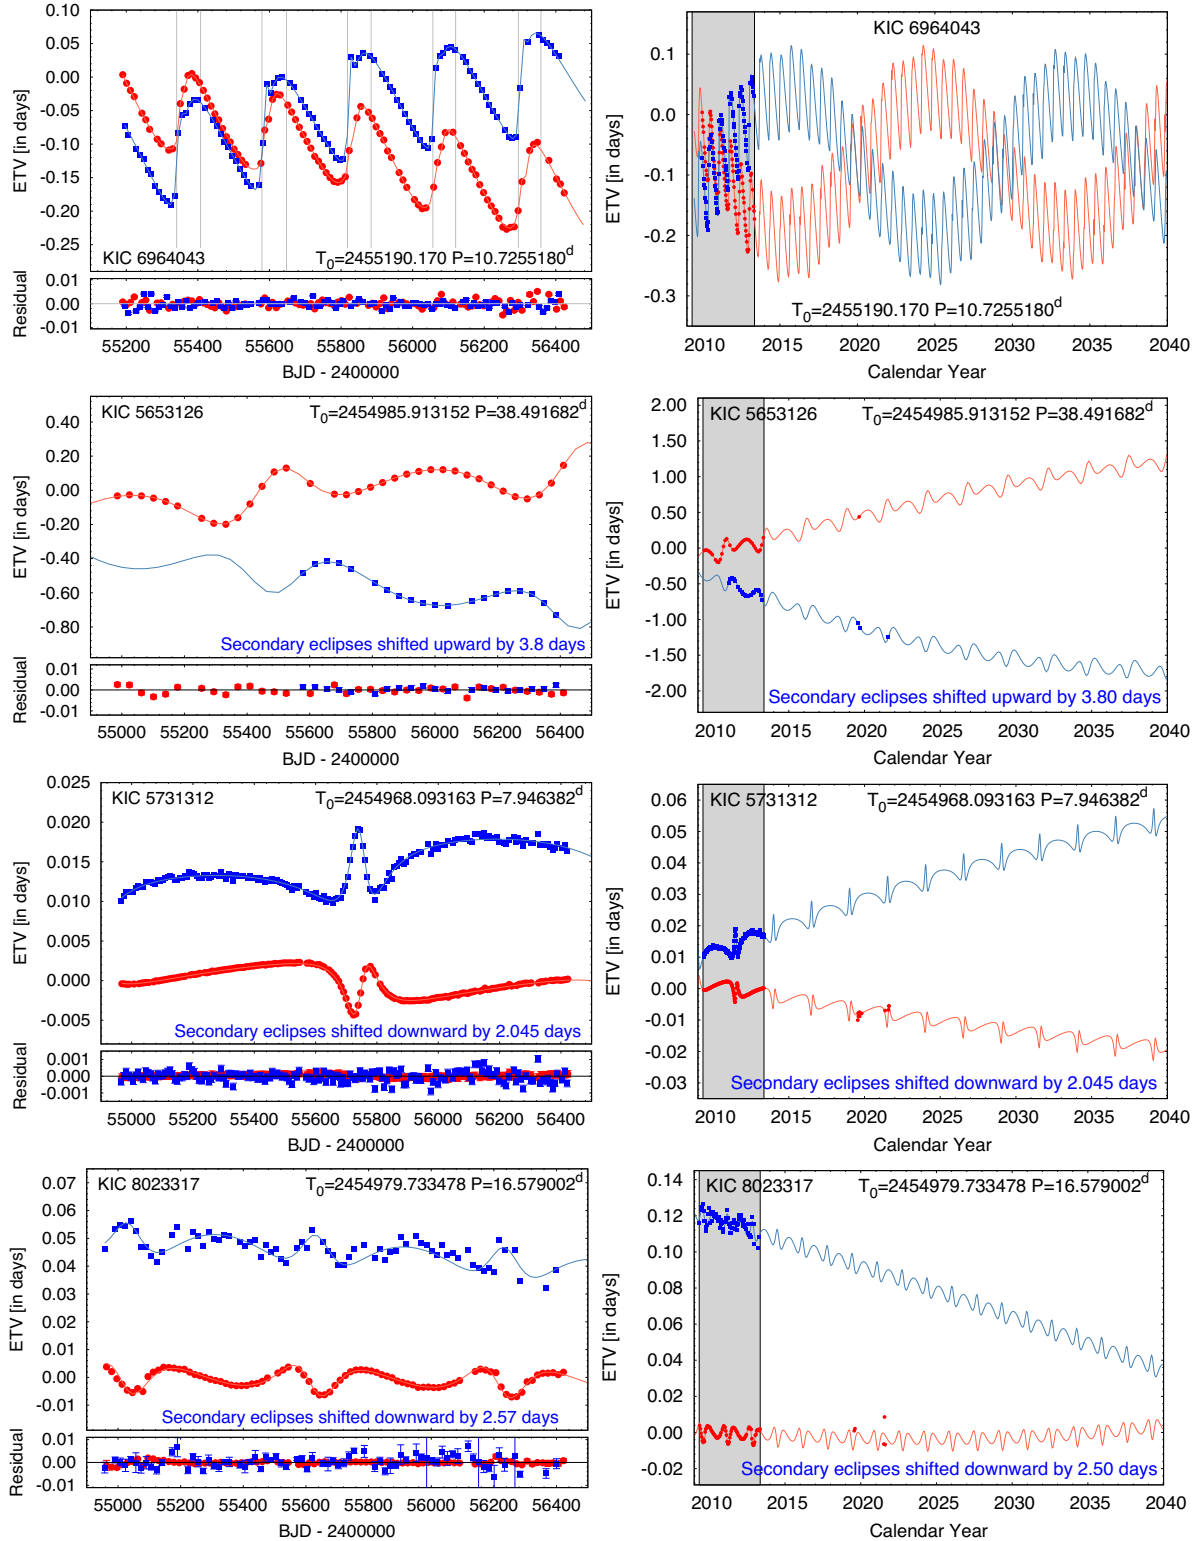 0.10
0.05
0.00
-0.05
-0.10
-0.15
-0.20
-0.25
ETV [in days]
KIC 6964043
T0=2455190.170 P=10.7255180d
0.01
0.00
-0.01
Residual
55200 55400 55600 55800 56000 56200 56400
BJD - 2400000
KIC 6964043
0.1
0.0
-0.1
-0.2
-0.3
ETV [in days]
T0=2455190.170 P=10.7255180d
2010 2015 2020 2025 2030 2035 2040
Calendar Year
KIC 5653126
T0=2454985.913152 P=38.491682d
0.40
0.20
0.00
-0.20
-0.40
-0.60
-0.80
ETV [in days]
Secondary eclipses shifted upward by 3.8 days
0.01
0.00
-0.01
Residual
55000 55200 55400 55600 55800 56000 56200 56400
BJD - 2400000
KIC 5653126
T0=2454985.913152 P=38.491682d
2.00
1.50
1.00
0.50
0.00
-0.50
-1.00
-1.50
-2.00
ETV [in days]
Secondary eclipses shifted upward by 3.80 days
2010 2015 2020 2025 2030 2035 2040
Calendar Year
KIC 5731312
T0=2454968.093163 P=7.946382d
0.025
0.020
0.015
0.010
0.005
0.000
-0.005
ETV [in days]
Secondary eclipses shifted downward by 2.045 days
0.001
0.000
-0.001
Residual
55000 55200 55400 55600 55800 56000 56200 56400
BJD - 2400000
KIC 5731312
T0=2454968.093163 P=7.946382d
0.06
0.05
0.04
0.03
0.02
0.01
0.00
-0.01
-0.02
-0.03
ETV [in days]
Secondary eclipses shifted downward by 2.045 days
2010 2015 2020 2025 2030 2035 2040
Calendar Year
KIC 8023317
T0=2454979.733478 P=16.579002d
0.07
0.06
0.05
0.04
0.03
0.02
0.01
0.00
-0.01
ETV [in days]
Secondary eclipses shifted downward by 2.57 days
0.01
0.00
-0.01
Residual
55000 55200 55400 55600 55800 56000 56200 56400
BJD - 2400000
KIC 8023317
T0=2454979.733478 P=16.579002d
0.14
0.12
0.10
0.08
0.06
0.04
0.02
0.00
-0.02
ETV [in days]
Secondary eclipses shifted downward by 2.50 days
2010 2015 2020 2025 2030 2035 2040
Calendar Year